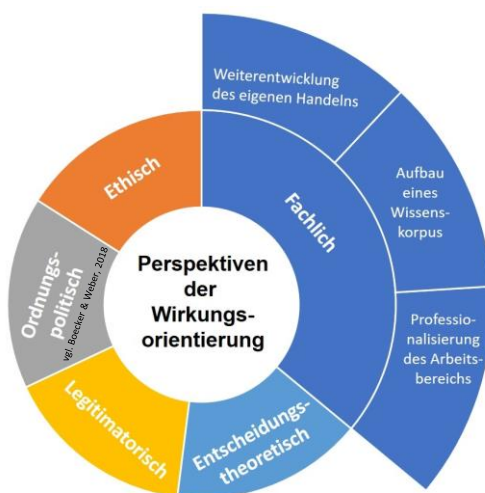 Weiterentwicklung
des eigenen Handelns
Aufbau
eines
Wissens-
korpus
Professio-
nalisierung
des Arbeits-
bereichs
Fachlich
Entscheidungs-
theoretisch
Legitimatorisch
Ordnungs-
politisch
vgl. Boecker & Weber, 2018
Ethisch
Perspektiven
der
Wirkungs-
orientierung